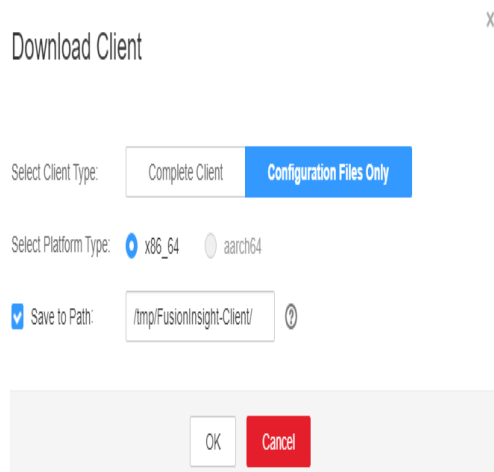 Download Client
Select Client Type: Complete Client Configuration Files Only
Select Platform Type: x86_64 aarch64
Save to Path: /tmp/FusionInsight-Client/ ?
OK Cancel